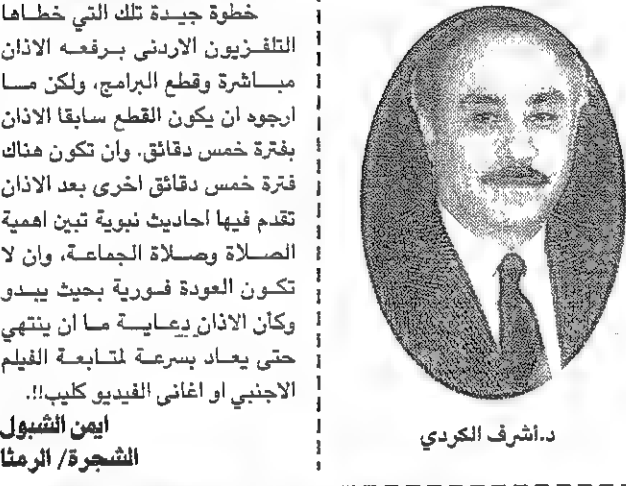 خطوة جيدة تلك التي خطاها
التلفزيون الاردنى برفعه الاذان
مباشرة وقطع البرامج، ولكن مسا
ارجوه ان يكون القطع سابقا الاذان
بفترة خمس دقائق. وان تكون هناك
فترة خمس دقائق اخرى بعد الاذان
تقدم فيها احاديث نبوية تبين اهمية
الصلاة وصلاة الجماعة، وان لا
تكون العودة فورية بحيث يبدو
وكأن الاذان دعاية ما ان ينتهي
حتى يعاد بسرعة لمتابعة الفيلم
الاجنبي او اغانى الفيديو كليب!!.
ايمن الشبول
الشجرة/ الرمثا
د.أشرف الكردي